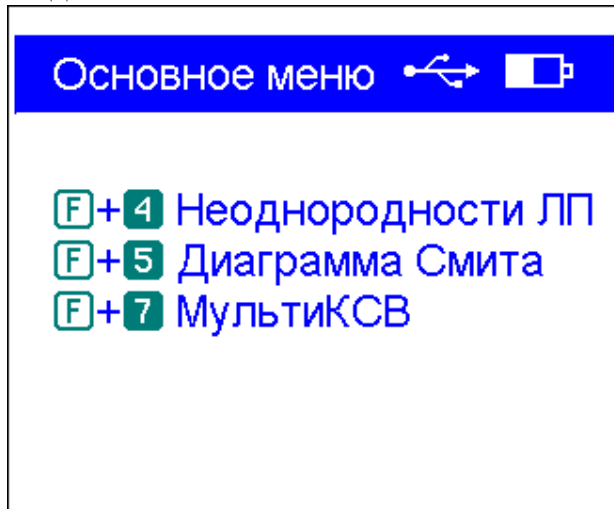 Основное меню
F+4 Неоднородности ЛП
F+5 Диаграмма Смита
F+7 МультиКСВ